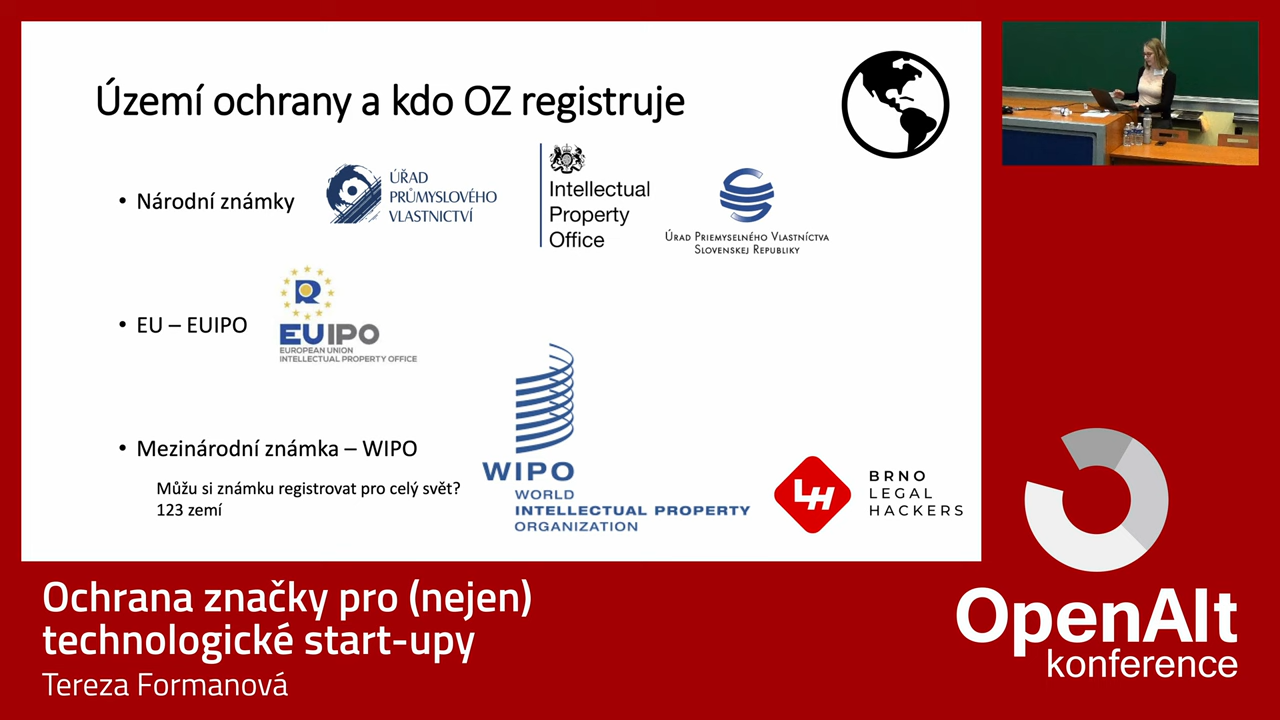 Území ochrany a kdo OZ registruje
• Národní známky
ÚŘAD
PRŮMYSLOVÉHO
VLASTNICTVÍ
Intellectual
Property
Office
ÚRAD PRIEMYSELNÉHO VLASTNÍCTVA
SLOVENSKEJ REPUBLIKY
• EU – EUIPO
R
EUIPO
EUROPEAN UNION
INTELLECTUAL PROPERTY OFFICE
• Mezinárodní známka – WIPO
Můžu si známku registrovat pro celý svět?
123 zemí
WIPO
WORLD
INTELLECTUAL PROPERTY
ORGANIZATION
LH
BRNO
LEGAL
HACKERS
Ochrana značky pro (nejen)
technologické start-upy
Tereza Formanová
OpenAlt
konference